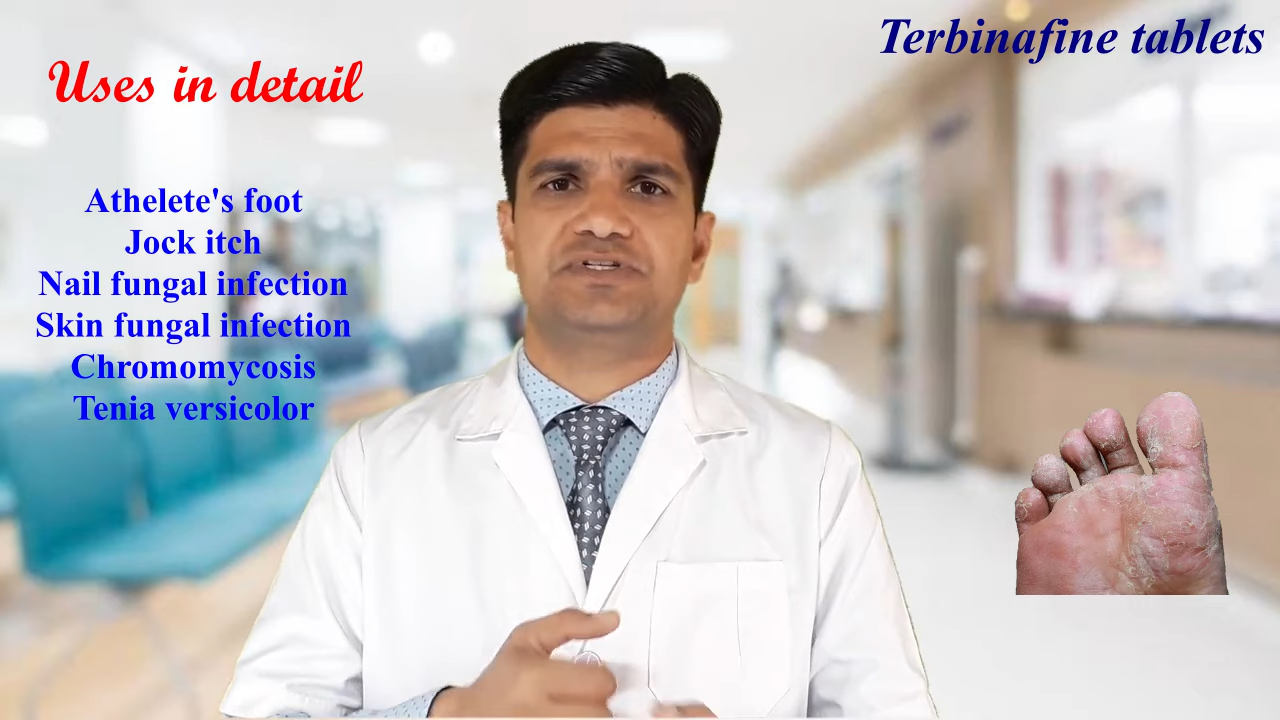 Terbinafine tablets
Uses in detail
Athelete's foot
Jock itch
Nail fungal infection
Skin fungal infection
Chromomycosis
Tenia versicolor